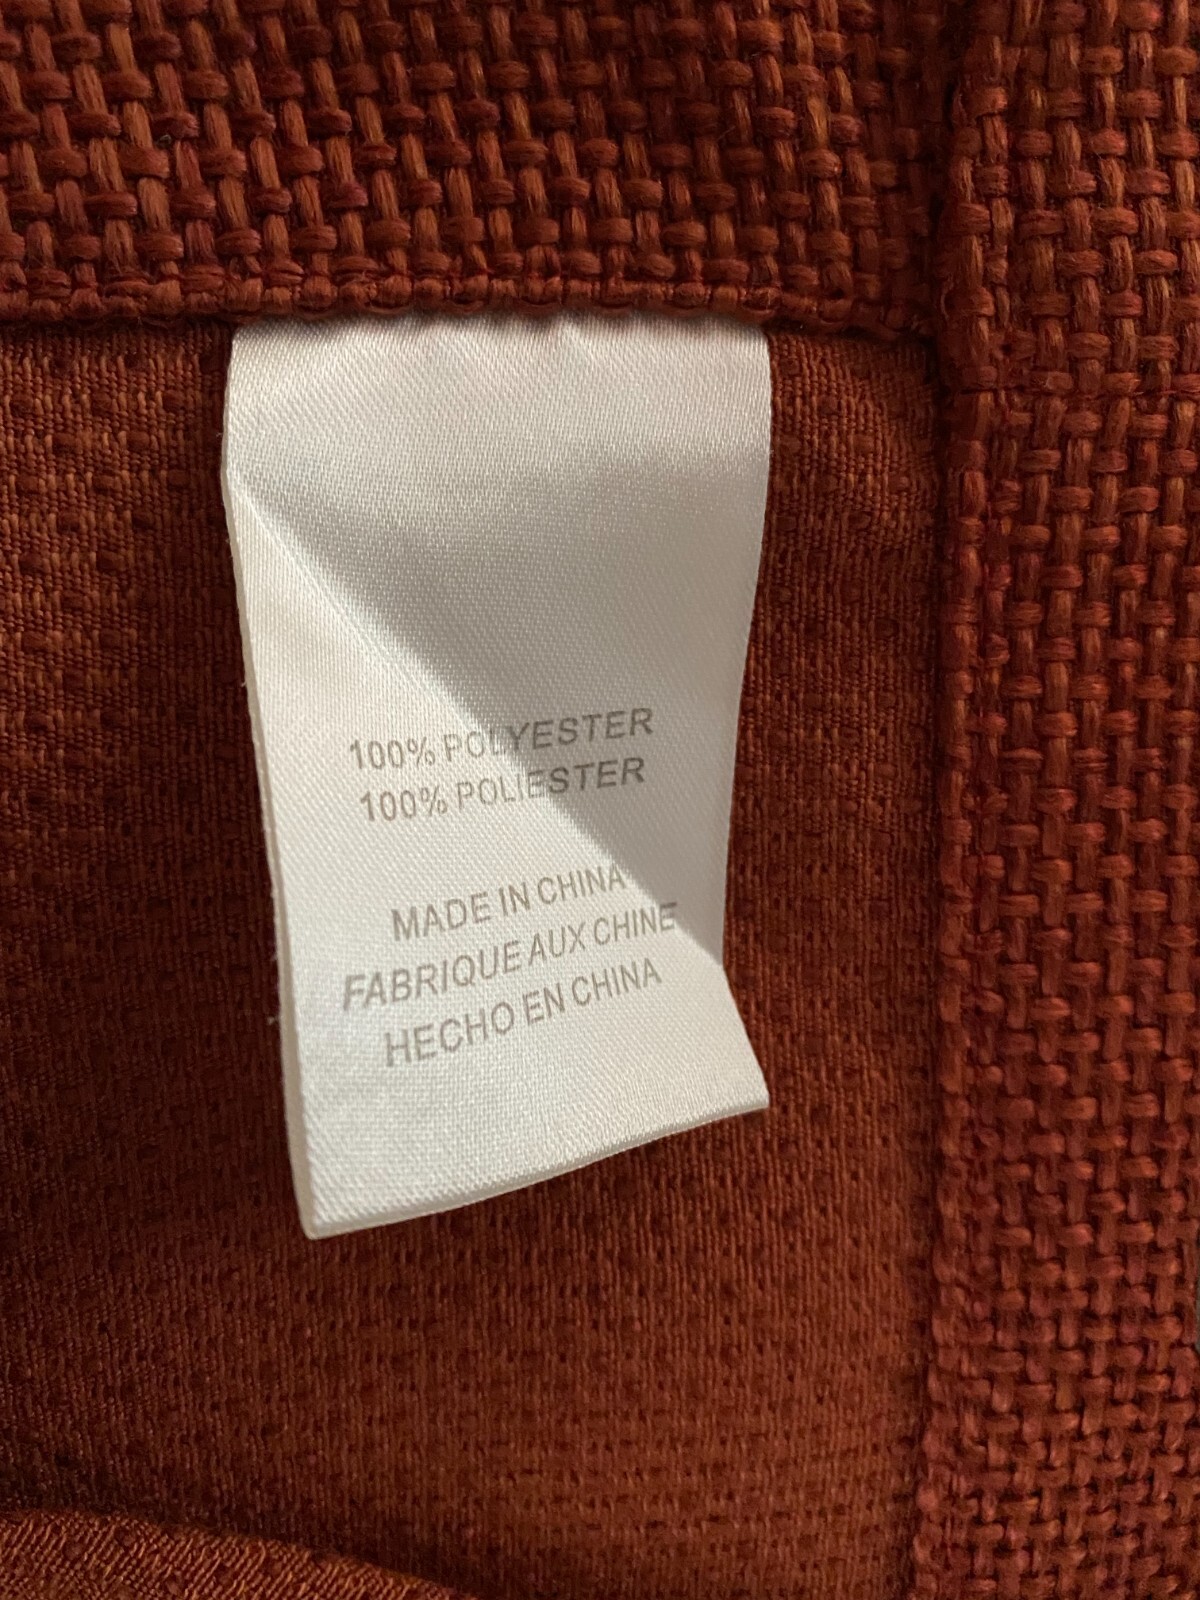 100% POLYESTER
100% POLIESTER
MADE IN CHINA
FABRIQUE AUX CHINE
HECHO EN CHINA